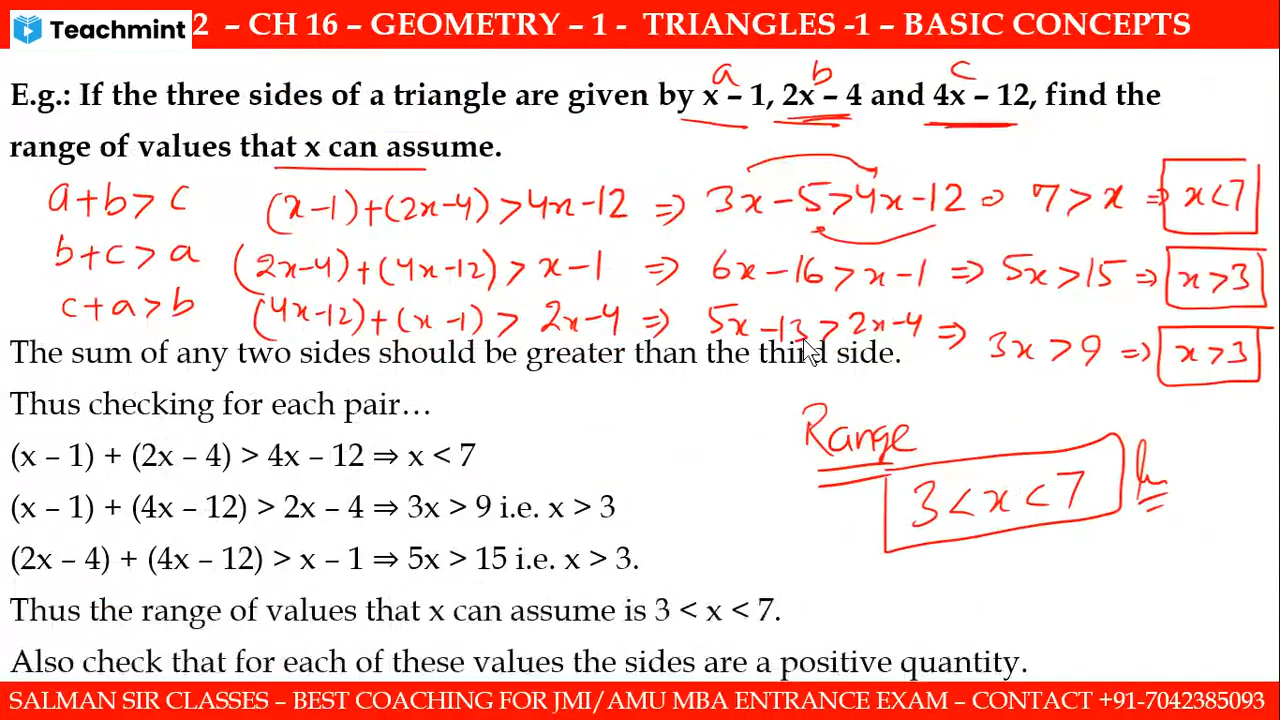 Teachmint
2 – CH 16 – GEOMETRY – 1 - TRIANGLES -1 – BASIC CONCEPTS
a b c
E.g.: If the three sides of a triangle are given by x – 1, 2x – 4 and 4x – 12, find the
range of values that x can assume.
a+b>c (x-1)+(2x-4)>4x-12 ⇒ 3x-5>4x-12 ⇒ 7>x ⇒ x<7
b+c>a (2x-4)+(4x-12)>x-1 ⇒ 6x-16>x-1 ⇒ 5x>15 ⇒ x>3
c+a>b (4x-12)+(x-1)>2x-4 ⇒ 5x-13>2x-4 ⇒ 3x>9 ⇒ x>3
The sum of any two sides should be greater than the third side.
Thus checking for each pair…
(x – 1) + (2x – 4) > 4x – 12 ⇒ x < 7
Range
(x – 1) + (4x – 12) > 2x – 4 ⇒ 3x > 9 i.e. x > 3
3<x<7
(2x – 4) + (4x – 12) > x – 1 ⇒ 5x > 15 i.e. x > 3.
Thus the range of values that x can assume is 3 < x < 7.
Also check that for each of these values the sides are a positive quantity.
SALMAN SIR CLASSES – BEST COACHING FOR JMI/AMU MBA ENTRANCE EXAM – CONTACT +91-7042385093